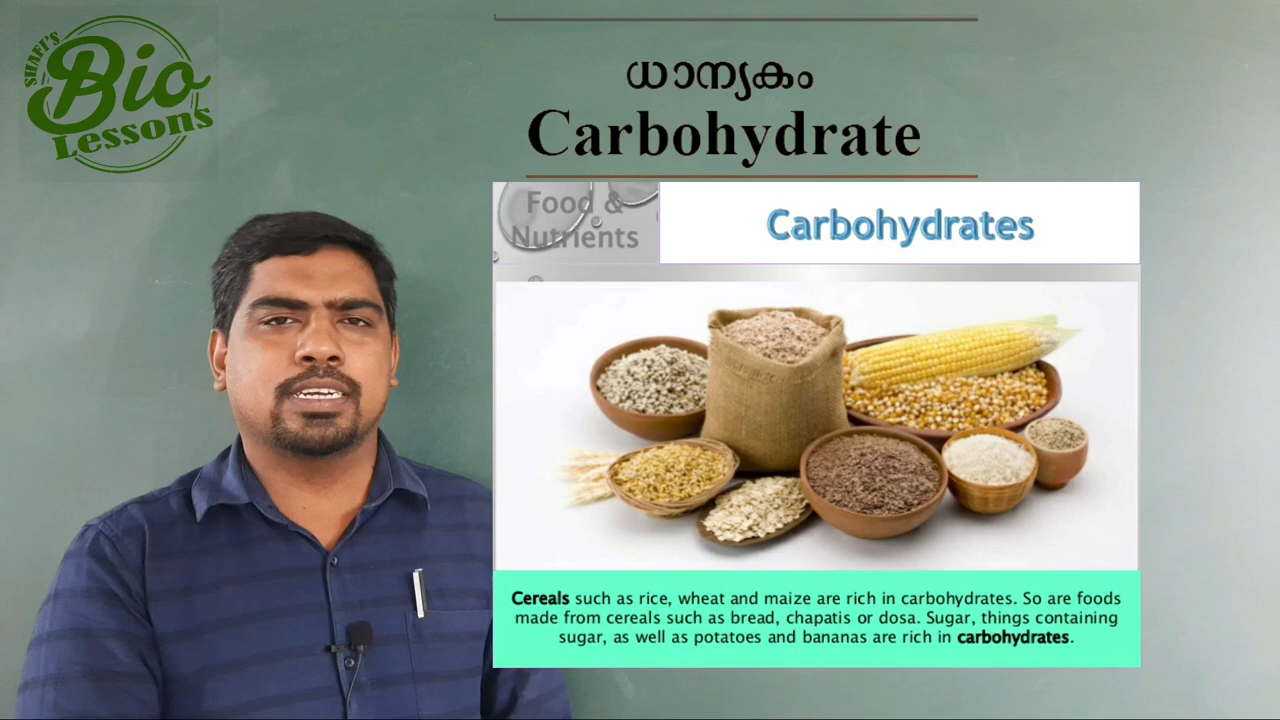 SHAFI'S
Bio
Lessons
ധാന്യകം
Carbohydrate
Food &
Nutrients
Carbohydrates
Cereals such as rice, wheat and maize are rich in carbohydrates. So are foods
made from cereals such as bread, chapatis or dosa. Sugar, things containing
sugar, as well as potatoes and bananas are rich in carbohydrates.